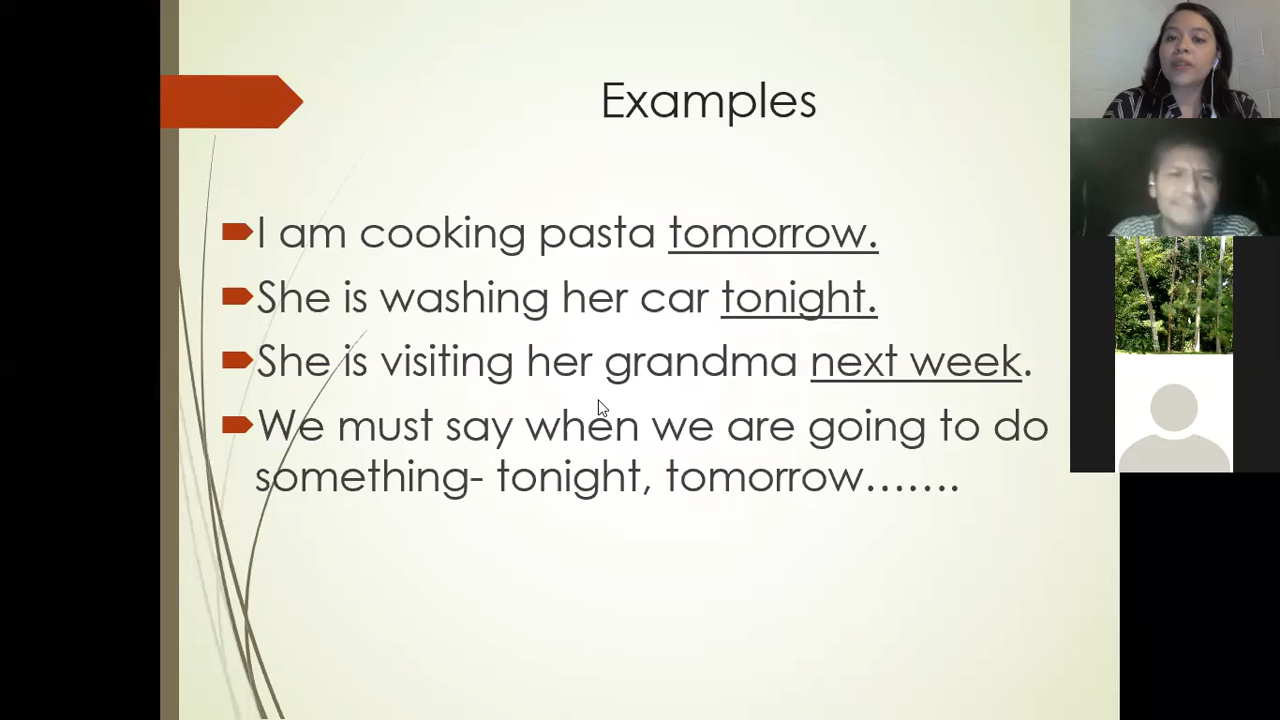 Examples
I am cooking pasta tomorrow.
She is washing her car tonight.
She is visiting her grandma next week.
We must say when we are going to do
something- tonight, tomorrow…….